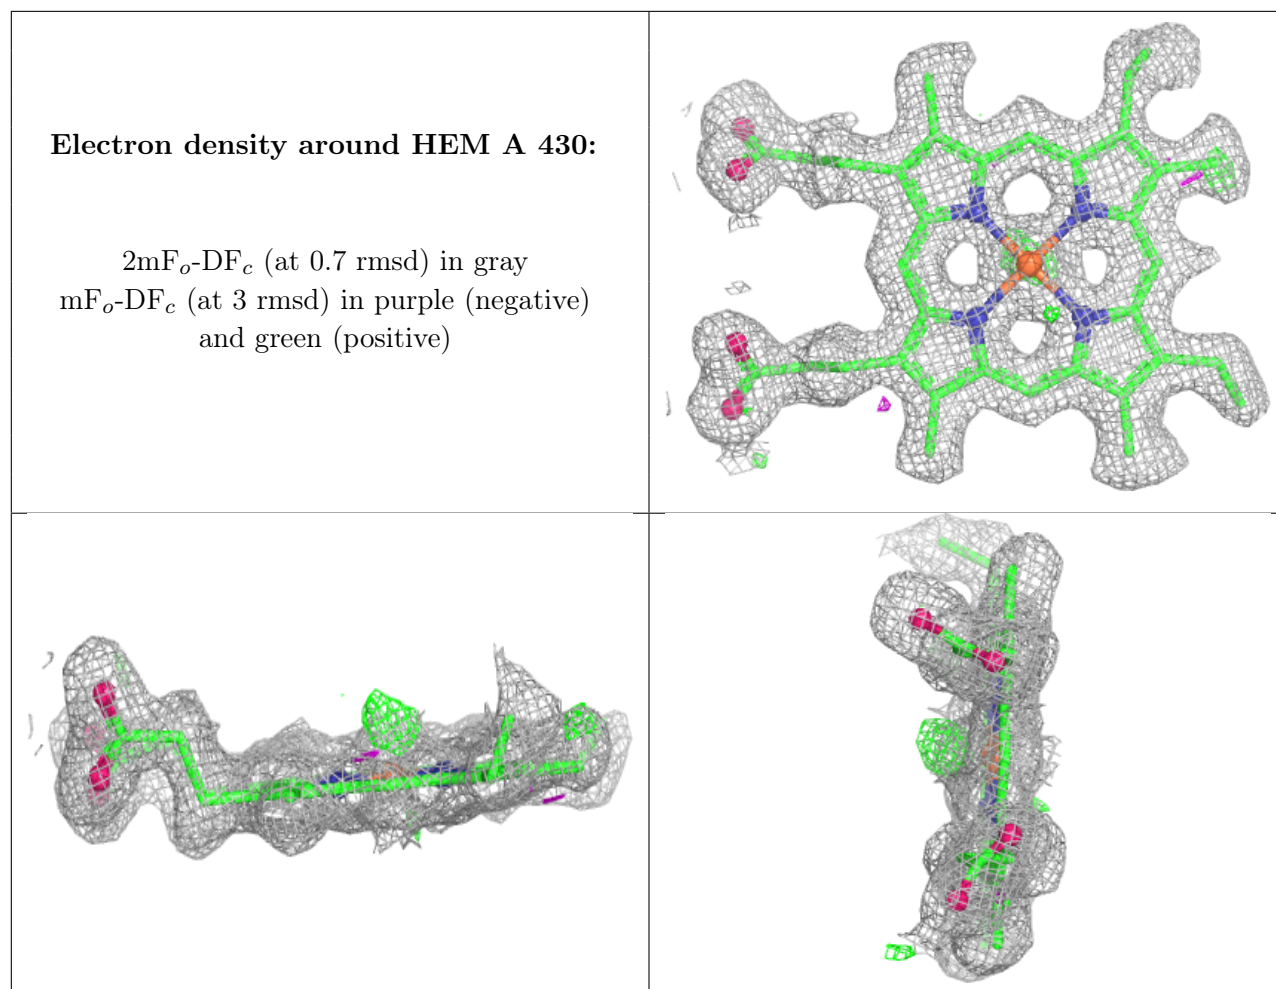 Electron density around HEM A 430:
2mFₒ-DF𝒸 (at 0.7 rmsd) in gray
mFₒ-DF𝒸 (at 3 rmsd) in purple (negative)
and green (positive)